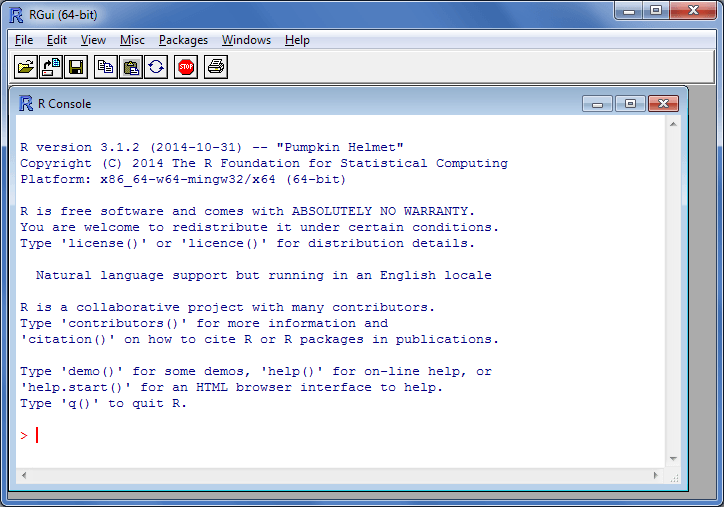 RGui (64-bit)
File Edit View Misc Packages Windows Help
STOP
R Console
R version 3.1.2 (2014-10-31) -- "Pumpkin Helmet"
Copyright (C) 2014 The R Foundation for Statistical Computing
Platform: x86_64-w64-mingw32/x64 (64-bit)
R is free software and comes with ABSOLUTELY NO WARRANTY.
You are welcome to redistribute it under certain conditions.
Type 'license()' or 'licence()' for distribution details.
Natural language support but running in an English locale
R is a collaborative project with many contributors.
Type 'contributors()' for more information and
'citation()' on how to cite R or R packages in publications.
Type 'demo()' for some demos, 'help()' for on-line help, or
'help.start()' for an HTML browser interface to help.
Type 'q()' to quit R.
>